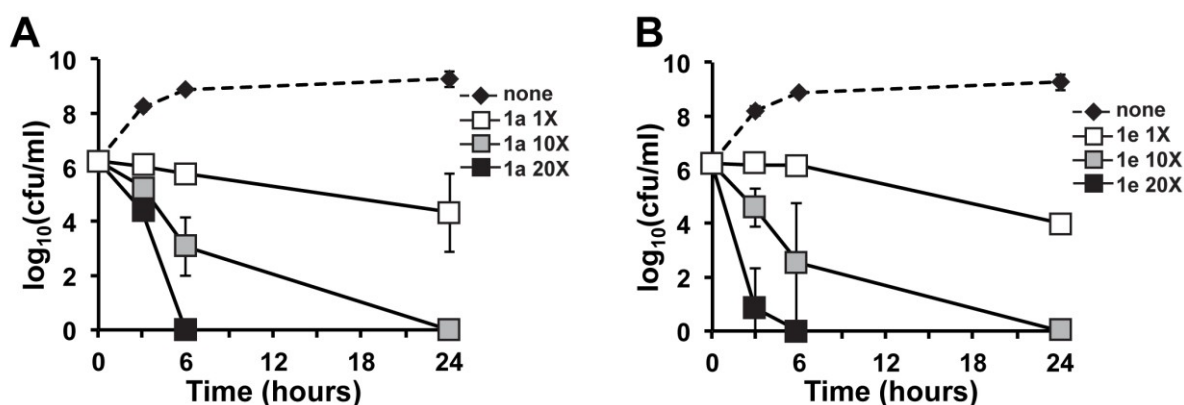 A
log10(cfu/ml)
10
8
6
4
2
0
0 6 12 18 24
Time (hours)
none
1a 1X
1a 10X
1a 20X
B
log10(cfu/ml)
10
8
6
4
2
0
0 6 12 18 24
Time (hours)
none
1e 1X
1e 10X
1e 20X